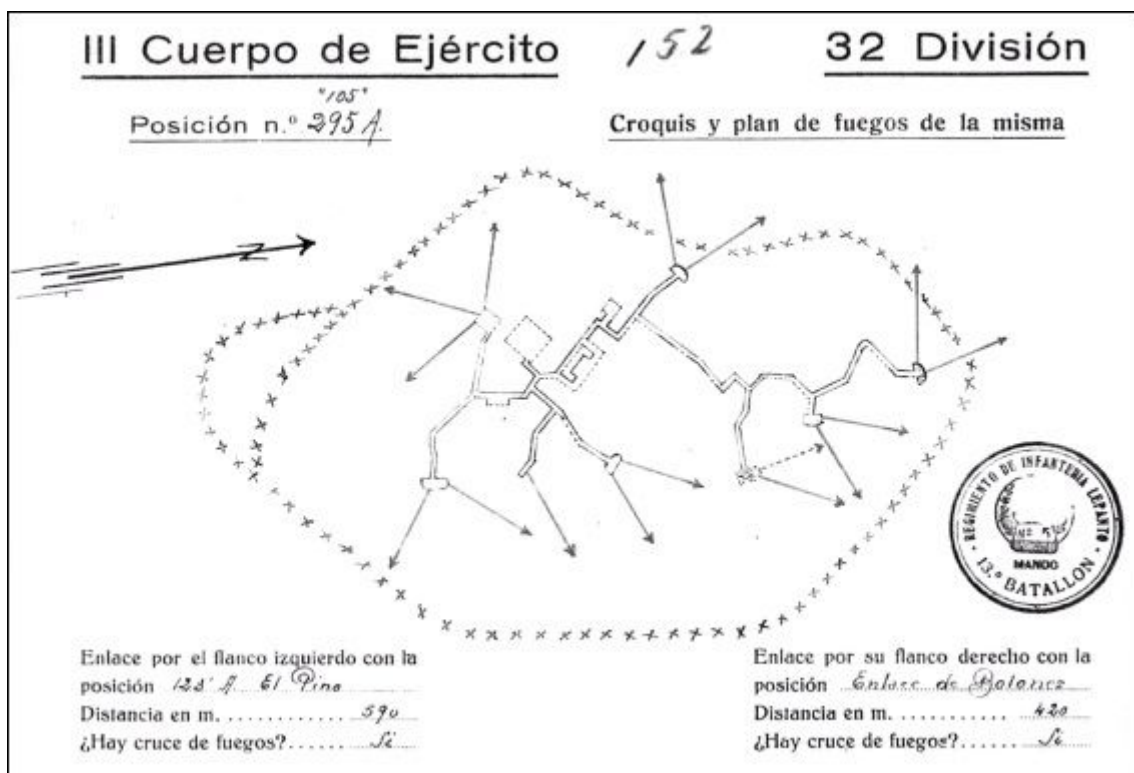 III Cuerpo de Ejército
152
32 División
"105"
Posición n.º 295 A.
Croquis y plan de fuegos de la misma
N
REGIMIENTO DE INFANTERIA LEPANTO
MANDO
13.º BATALLON
Enlace por el flanco izquierdo con la
posición 125' A El Pino
Distancia en m. ........... 590
¿Hay cruce de fuegos?...... Si
Enlace por su flanco derecho con la
posición Enlace de
Distancia en m. ........... 420
¿Hay cruce de fuegos?..... Si